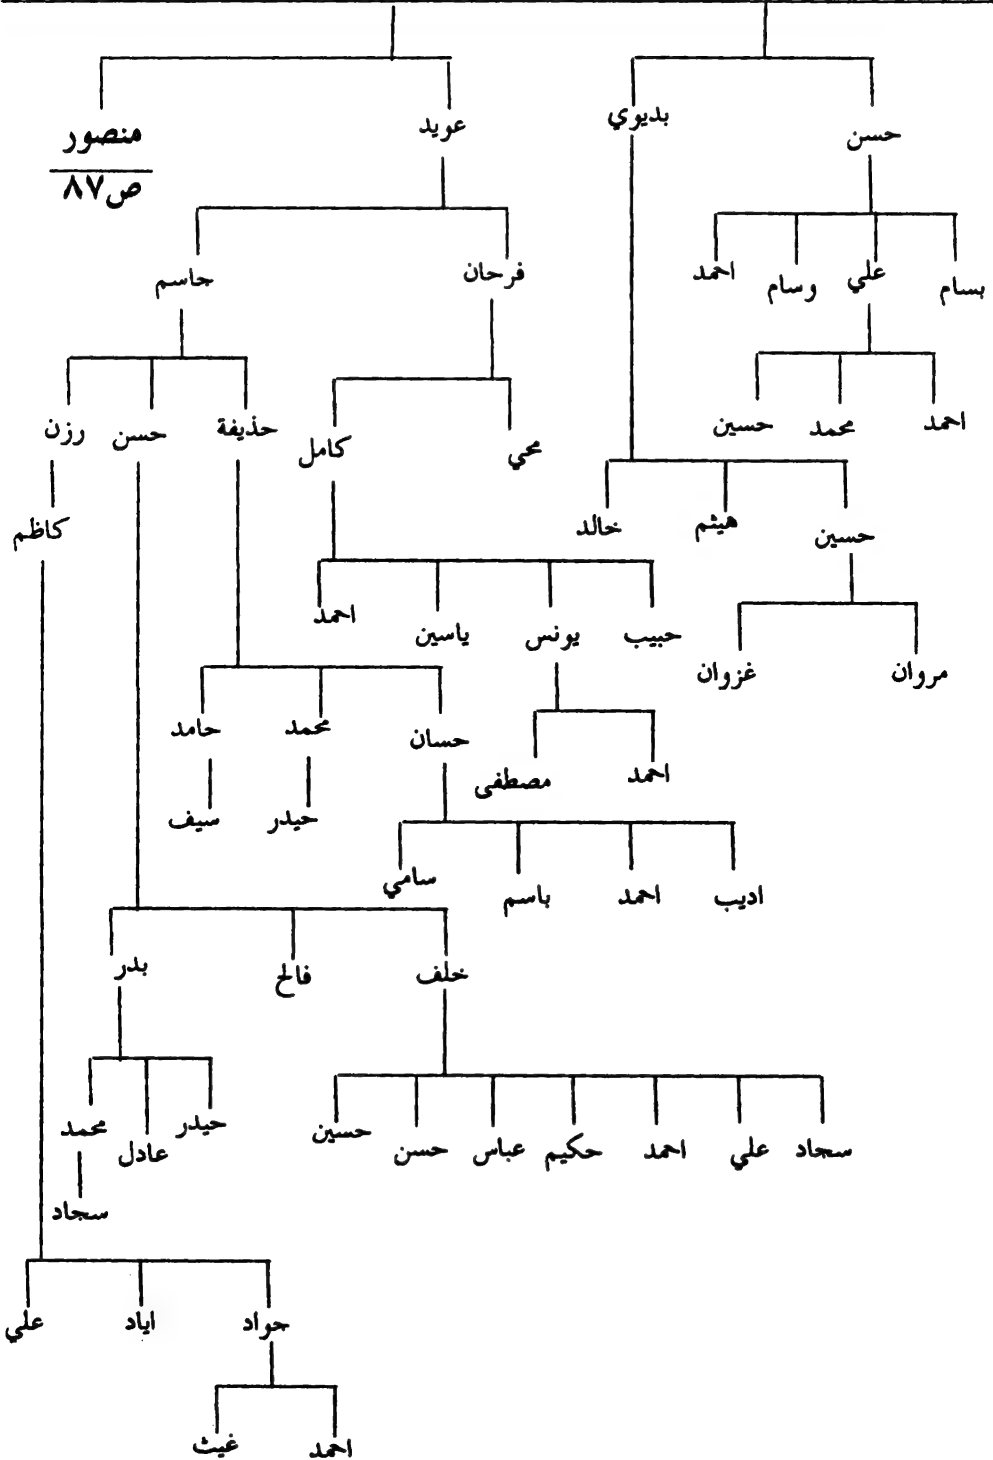 بديوي
عويد
منصور
حسن
ص٨٧
احمد
علي
وسام
بسام
فرحان
جاسم
احمد
محمد
حسين
حذيفة
حسن
رزن
محي
كامل
حسين
هيثم
خالد
كاظم
احمد
حبيب
يونس
ياسين
مروان
غزوان
حسان
محمد
حامد
احمد
مصطفى
حيدر
سيف
اديب
احمد
باسم
سامي
خلف
فالح
بدر
حيدر
عادل
محمد
سجاد
علي
احمد
حكيم
عباس
حسن
حسين
سجاد
جواد
اياد
علي
احمد
غيث